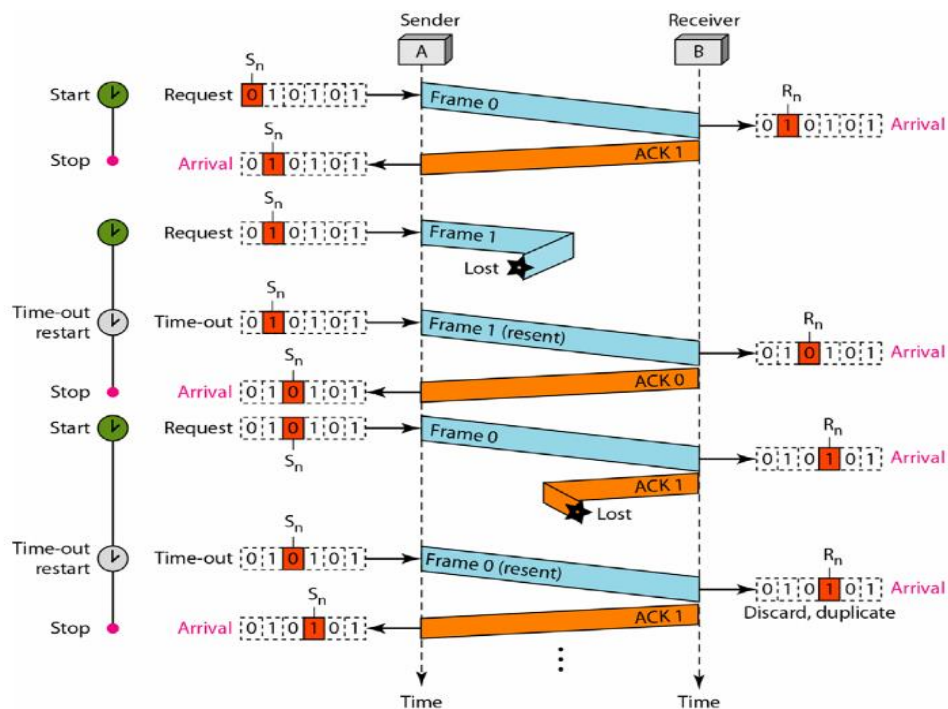 Sender
Receiver
A
B
Sn
Start
Request
0 1 0 1 0 1
Frame 0
Rn
0 1 0 1 0 1
Arrival
Sn
Stop
Arrival
0 1 0 1 0 1
ACK 1
Sn
Request
0 1 0 1 0 1
Frame 1
Lost
Sn
Time-out
restart
Time-out
0 1 0 1 0 1
Frame 1 (resent)
Rn
0 1 0 1 0 1
Arrival
Sn
Stop
Arrival
0 1 0 1 0 1
ACK 0
Start
Request
0 1 0 1 0 1
Frame 0
Sn
Rn
0 1 0 1 0 1
Arrival
ACK 1
Lost
Sn
Time-out
restart
Time-out
0 1 0 1 0 1
Frame 0 (resent)
Rn
0 1 0 1 0 1
Arrival
Discard, duplicate
Sn
Stop
Arrival
0 1 0 1 0 1
ACK 1
Time
Time